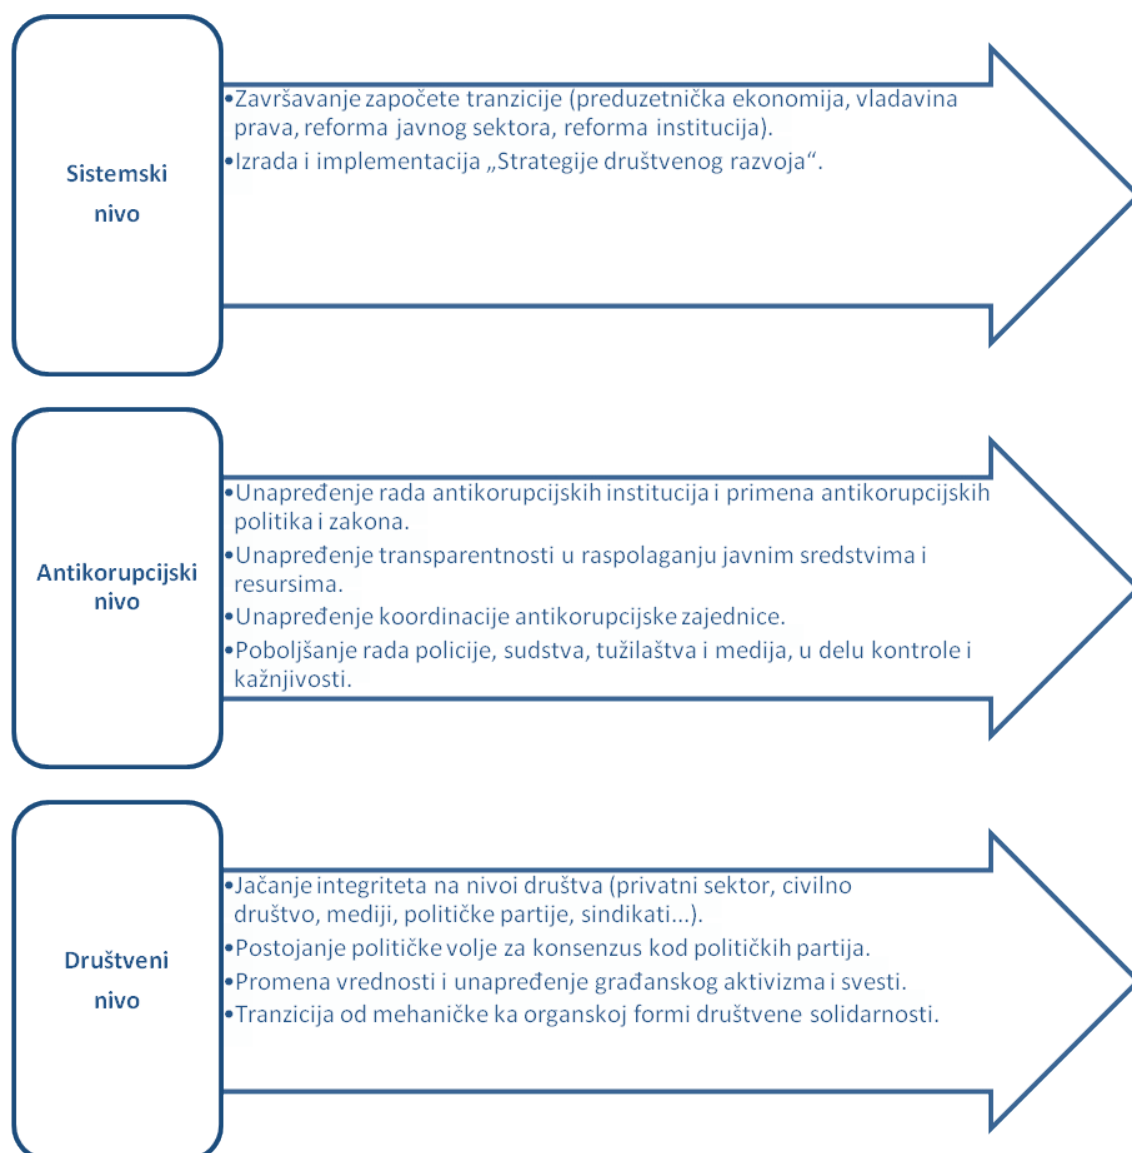 Sistemski
nivo
•Završavanje započete tranzicije (preduzetnička ekonomija, vladavina
prava, reforma javnog sektora, reforma institucija).
•Izrada i implementacija „Strategije društvenog razvoja“.
Antikorupcijski
nivo
•Unapređenje rada antikorupcijskih institucija i primena antikorupcijskih
politika i zakona.
•Unapređenje transparentnosti u raspolaganju javnim sredstvima i
resursima.
•Unapređenje koordinacije antikorupcijske zajednice.
•Poboljšanje rada policije, sudstva, tužilaštva i medija, u delu kontrole i
kažnjivosti.
Društveni
nivo
•Jačanje integriteta na nivoi društva (privatni sektor, civilno
društvo, mediji, političke partije, sindikati...).
•Postojanje političke volje za konsenzus kod političkih partija.
•Promena vrednosti i unapređenje građanskog aktivizma i svesti.
•Tranzicija od mehaničke ka organskoj formi društvene solidarnosti.